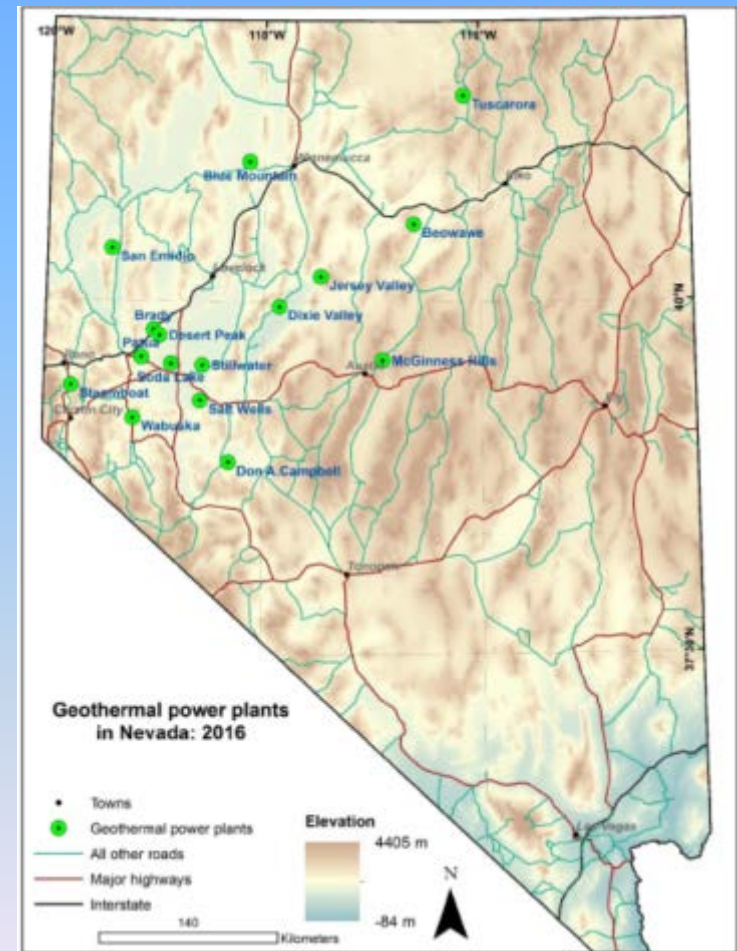 120°W
118°W
116°W
Tuscarora
Winnemucca
Blue Mountain
Elko
Beowawe
San Emidio
Lovelock
Jersey Valley
40°N
Dixie Valley
Brady
Desert Peak
Patua
Reno
Soda Lake
Stillwater
Austin
McGinness Hills
Steamboat
Carson City
Salt Wells
Ely
Wabuska
Don A Campbell
Tonopah
37°30'N
Geothermal power plants
in Nevada: 2016
Towns
Geothermal power plants
All other roads
Major highways
Interstate
140
Kilometers
Elevation
4405 m
-84 m
N
Las Vegas